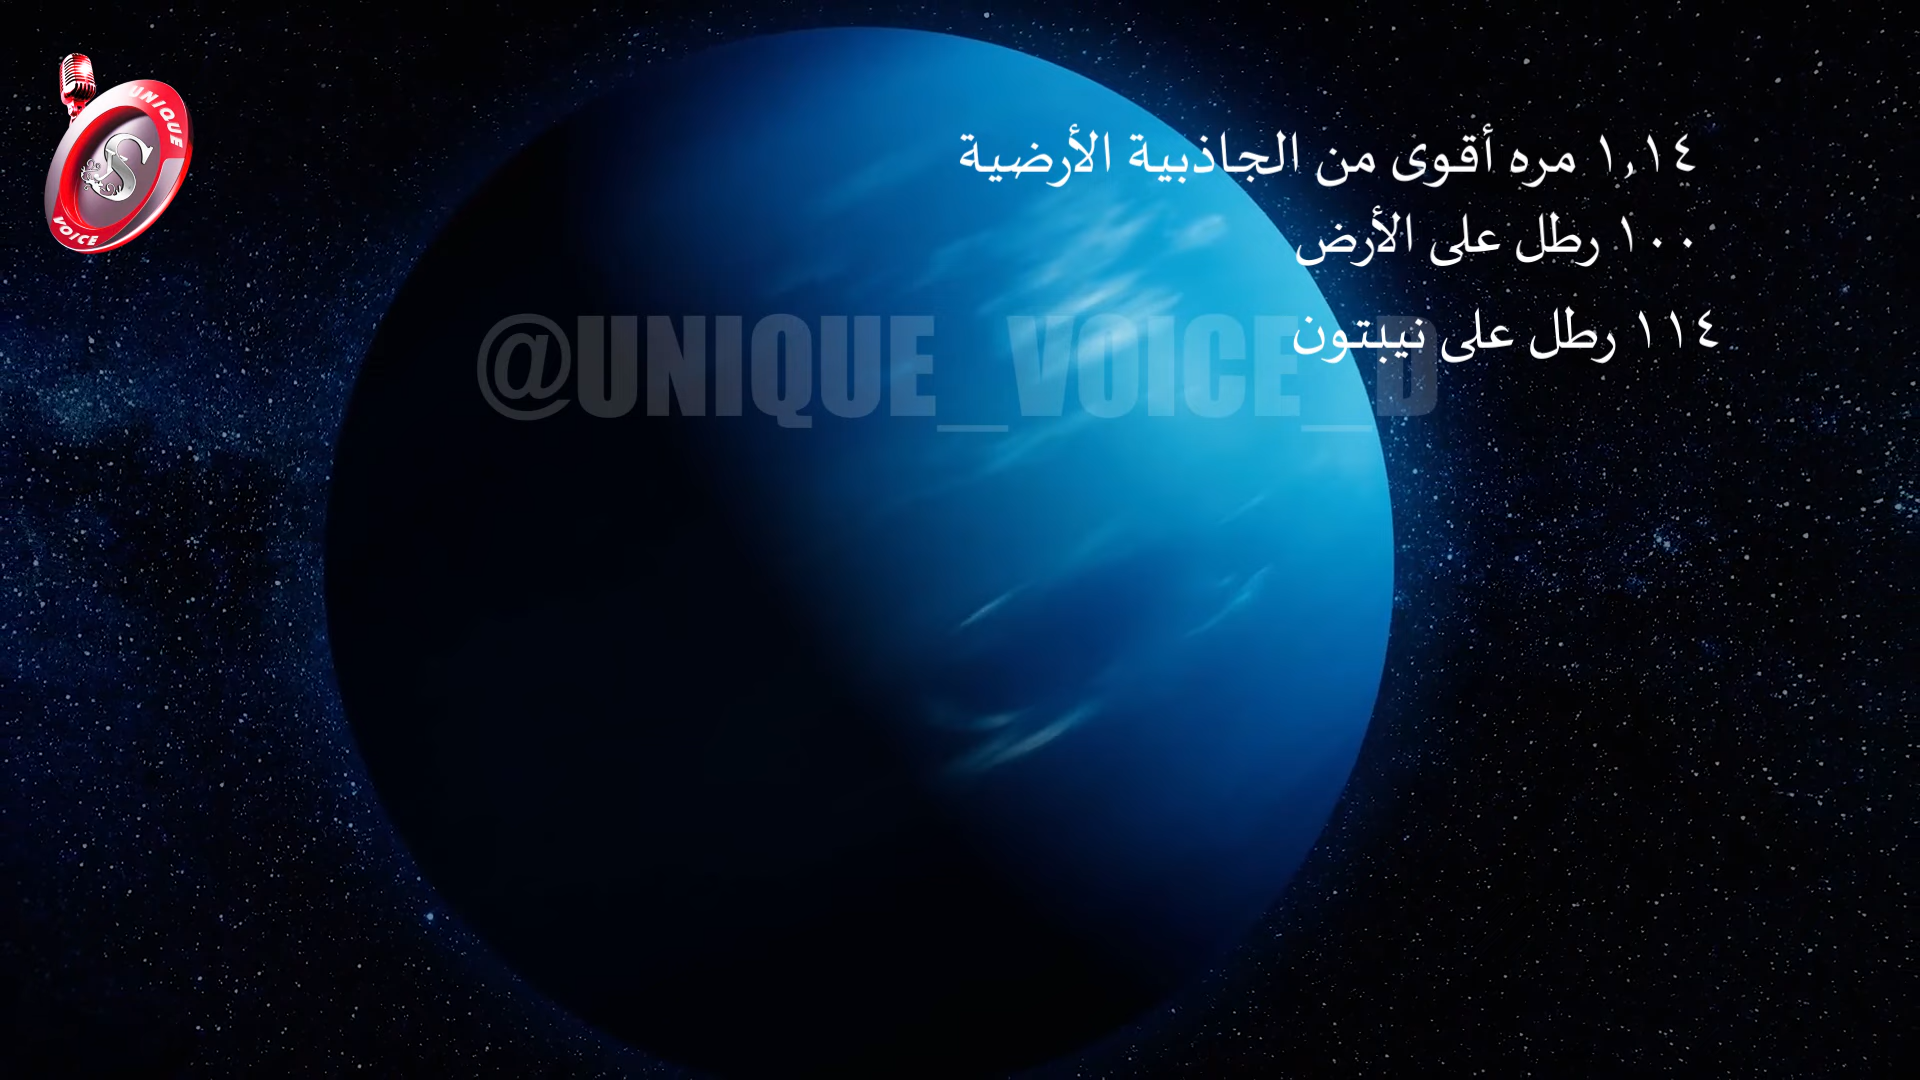 UNIQUE
S
VOICE
١,١٤ مره أقوى من الجاذبية الأرضية
١٠٠ رطل على الأرض
١١٤ رطل على نيبتون
@UNIQUE_VOICE_D